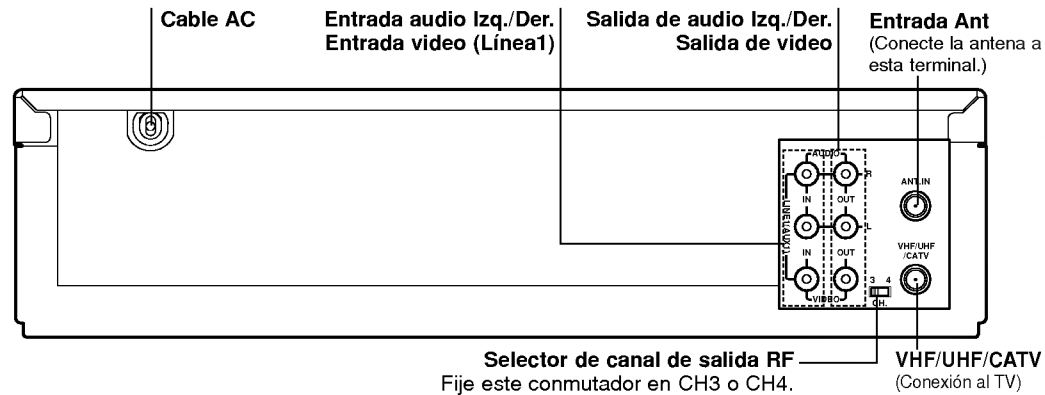 Cable AC
Entrada audio Izq./Der.
Entrada video (Línea1)
Salida de audio Izq./Der.
Salida de video
Entrada Ant
(Conecte la antena a
esta terminal.)
AUDIO
R
IN
OUT
L
LINE1(AUX1)
IN
OUT
VIDEO
ANT.IN
VHF/UHF
/CATV
3 4
CH.
Selector de canal de salida RF
Fije este conmutador en CH3 o CH4.
VHF/UHF/CATV
(Conexión al TV)